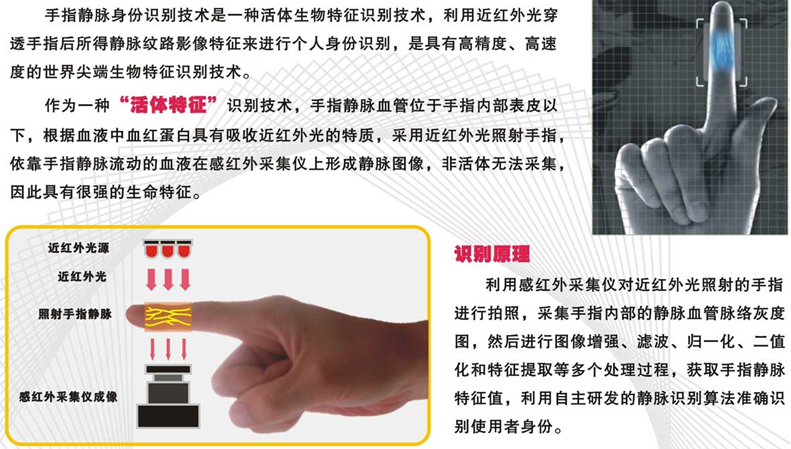 手指静脉身份识别技术是一种活体生物特征识别技术，利用近红外光穿
透手指后所得静脉纹路影像特征来进行个人身份识别，是具有高精度、高速
度的世界尖端生物特征识别技术。
作为一种“活体特征”识别技术，手指静脉血管位于手指内部表皮以
下，根据血液中血红蛋白具有吸收近红外光的特质，采用近红外光照射手指，
依靠手指静脉流动的血液在感红外采集仪上形成静脉图像，非活体无法采集，
因此具有很强的生命特征。
近红外光源
近红外光
照射手指静脉
感红外采集仪成像
识别原理
利用感红外采集仪对近红外光照射的手指
进行拍照，采集手指内部的静脉血管脉络灰度
图，然后进行图像增强、滤波、归一化、二值
化和特征提取等多个处理过程，获取手指静脉
特征值，利用自主研发的静脉识别算法准确识
别使用者身份。